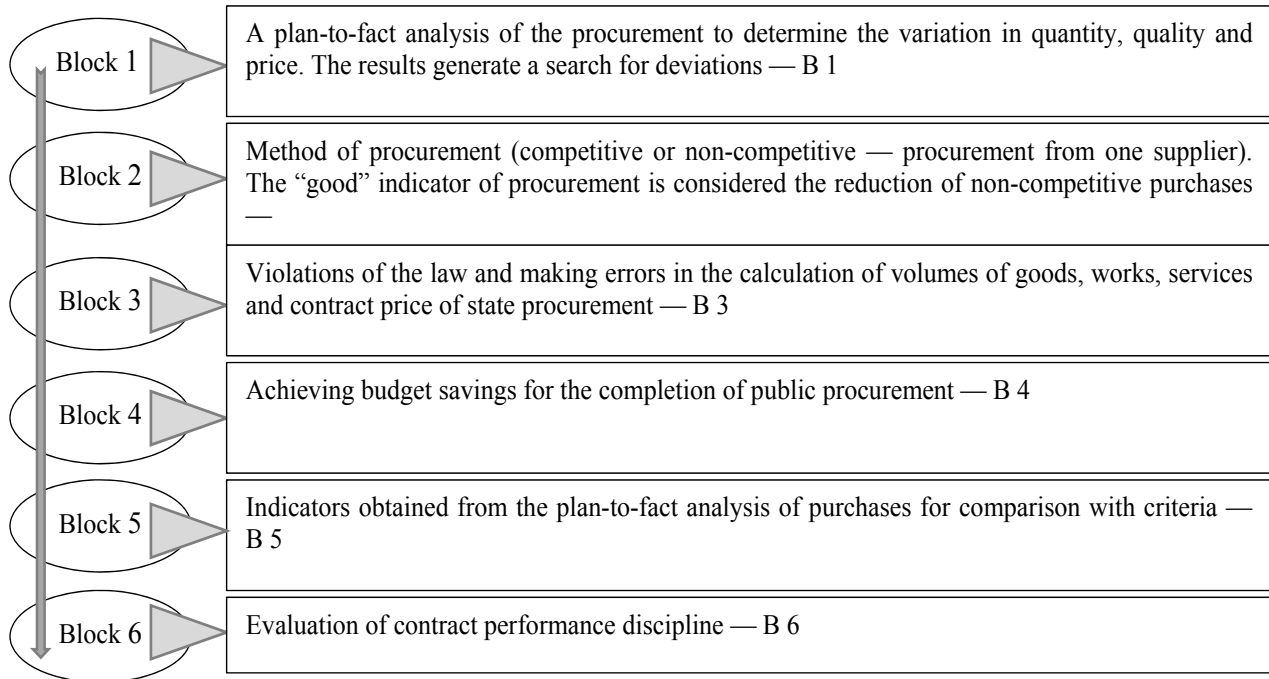 Block 1
A plan-to-fact analysis of the procurement to determine the variation in quantity, quality and
price. The results generate a search for deviations — B 1
Block 2
Method of procurement (competitive or non-competitive — procurement from one supplier).
The “good” indicator of procurement is considered the reduction of non-competitive purchases
—
Block 3
Violations of the law and making errors in the calculation of volumes of goods, works, services
and contract price of state procurement — B 3
Block 4
Achieving budget savings for the completion of public procurement — B 4
Block 5
Indicators obtained from the plan-to-fact analysis of purchases for comparison with criteria —
B 5
Block 6
Evaluation of contract performance discipline — B 6